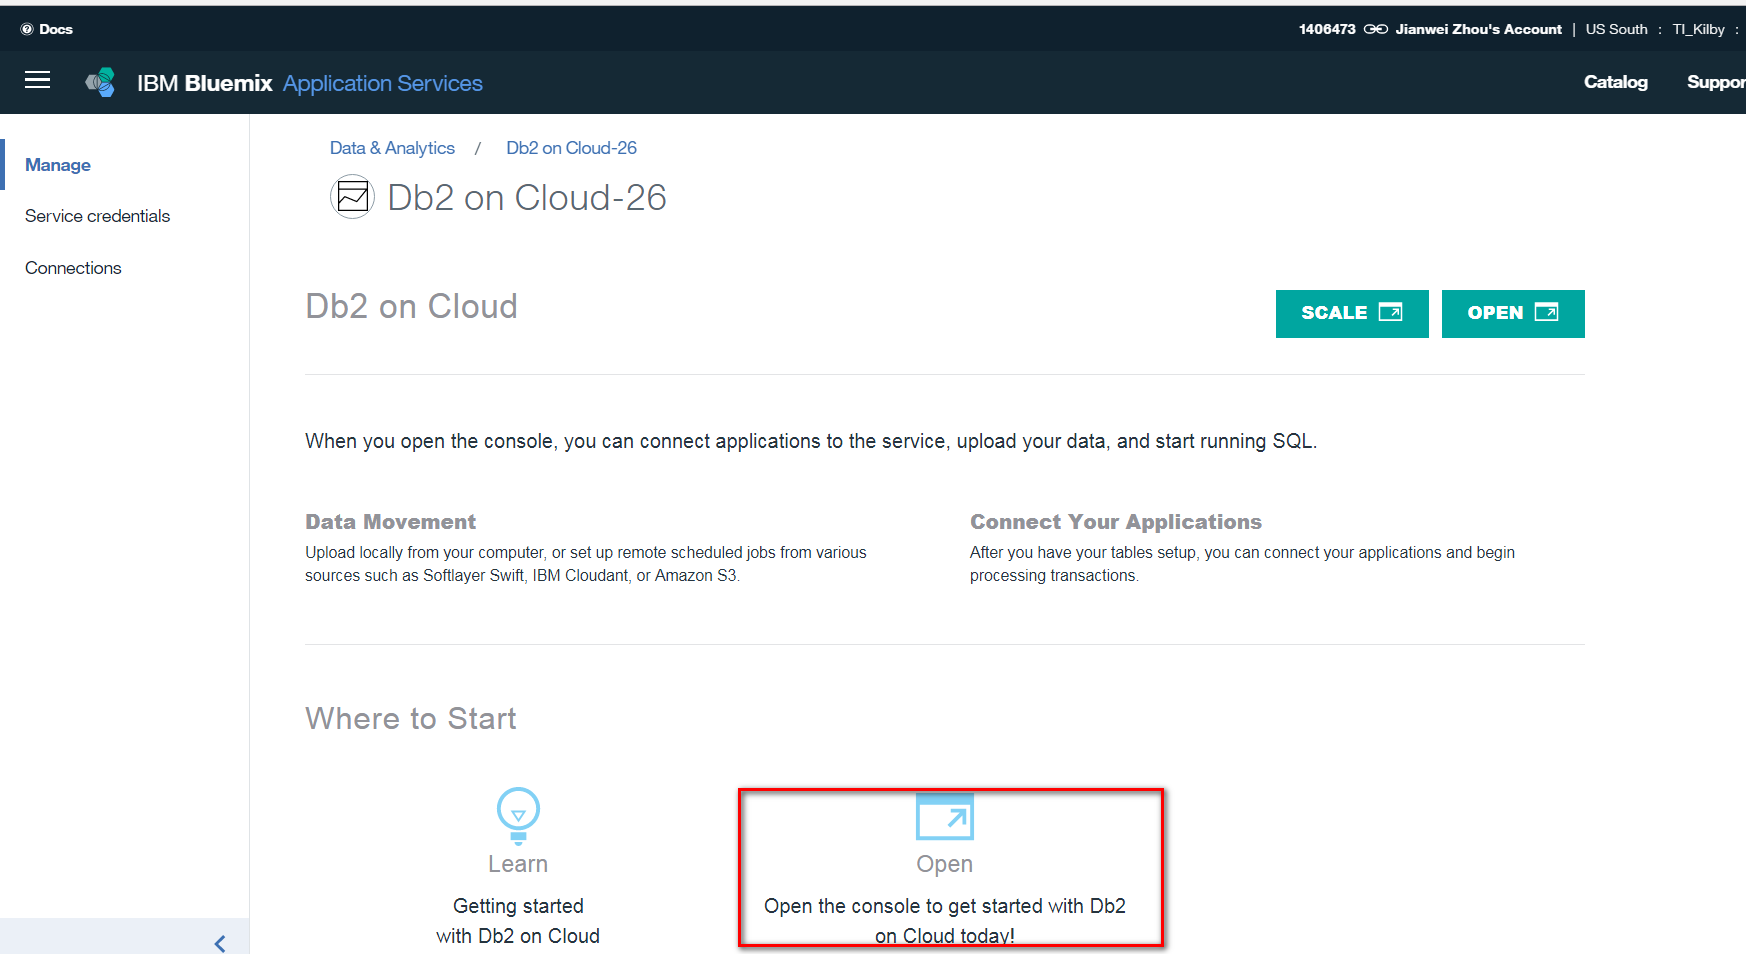 Docs
1406473 Jianwei Zhou's Account | US South : TI_Kilby :
IBM Bluemix Application Services
Catalog Suppor
Manage
Service credentials
Connections
Data & Analytics / Db2 on Cloud-26
Db2 on Cloud-26
Db2 on Cloud
SCALE
OPEN
When you open the console, you can connect applications to the service, upload your data, and start running SQL.
Data Movement
Upload locally from your computer, or set up remote scheduled jobs from various
sources such as Softlayer Swift, IBM Cloudant, or Amazon S3.
Connect Your Applications
After you have your tables setup, you can connect your applications and begin
processing transactions.
Where to Start
Learn
Getting started
with Db2 on Cloud
Open
Open the console to get started with Db2
on Cloud today!